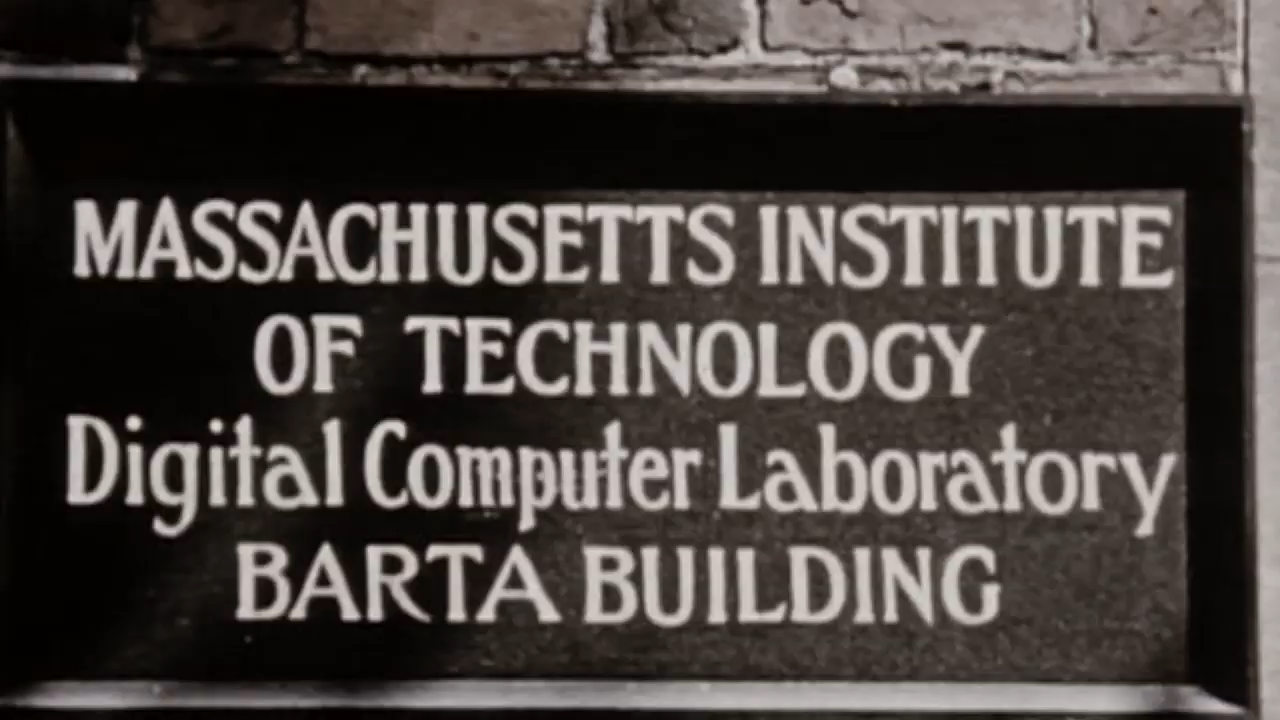 MASSACHUSETTS INSTITUTE
OF TECHNOLOGY
Digital Computer Laboratory
BARTA BUILDING